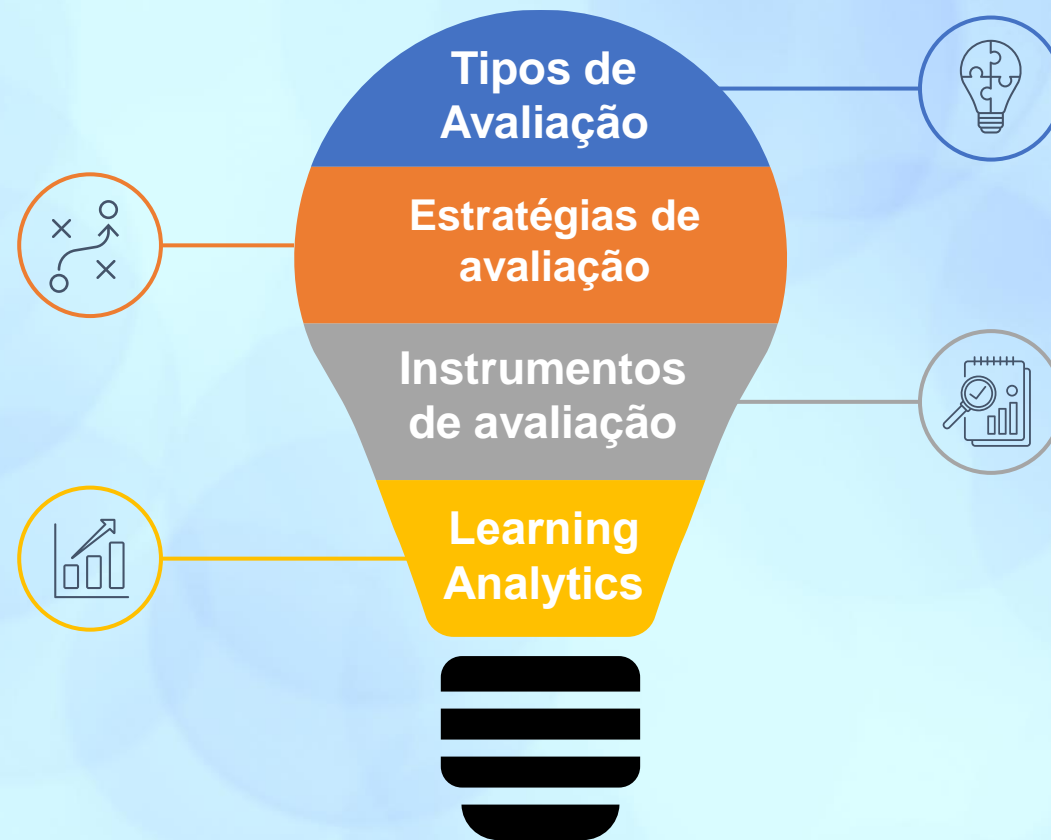 Tipos de
Avaliação
Estratégias de
avaliação
Instrumentos
de avaliação
Learning
Analytics